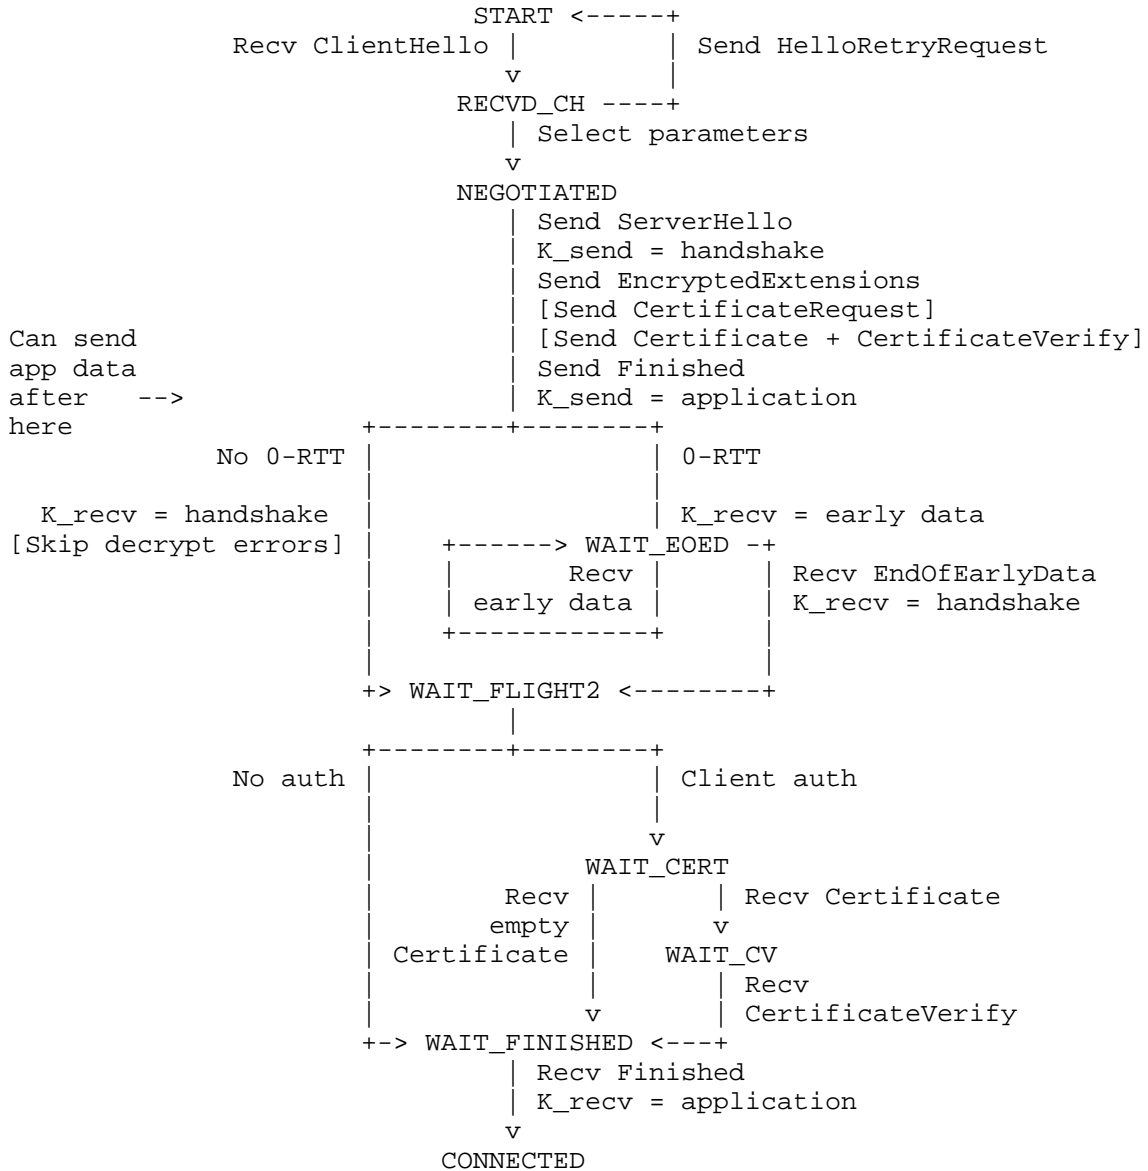 START <-----+
Recv ClientHello | | Send HelloRetryRequest
v |
RECVD_CH ----+
| Select parameters
v
NEGOTIATED
| Send ServerHello
| K_send = handshake
| Send EncryptedExtensions
| [Send CertificateRequest]
Can send | [Send Certificate + CertificateVerify]
app data | Send Finished
after --> | K_send = application
here +--------+--------+
No 0-RTT | | 0-RTT
| |
K_recv = handshake | | K_recv = early data
[Skip decrypt errors] | +------> WAIT_EOED -+
| | Recv | | Recv EndOfEarlyData
| | early data | | K_recv = handshake
| +------------+ |
| |
+> WAIT_FLIGHT2 <--------+
|
+--------+--------+
No auth | | Client auth
| |
| v
| WAIT_CERT
| Recv | | Recv Certificate
| empty | v
| Certificate | WAIT_CV
| | | Recv
| v | CertificateVerify
+-> WAIT_FINISHED <---+
| Recv Finished
| K_recv = application
v
CONNECTED